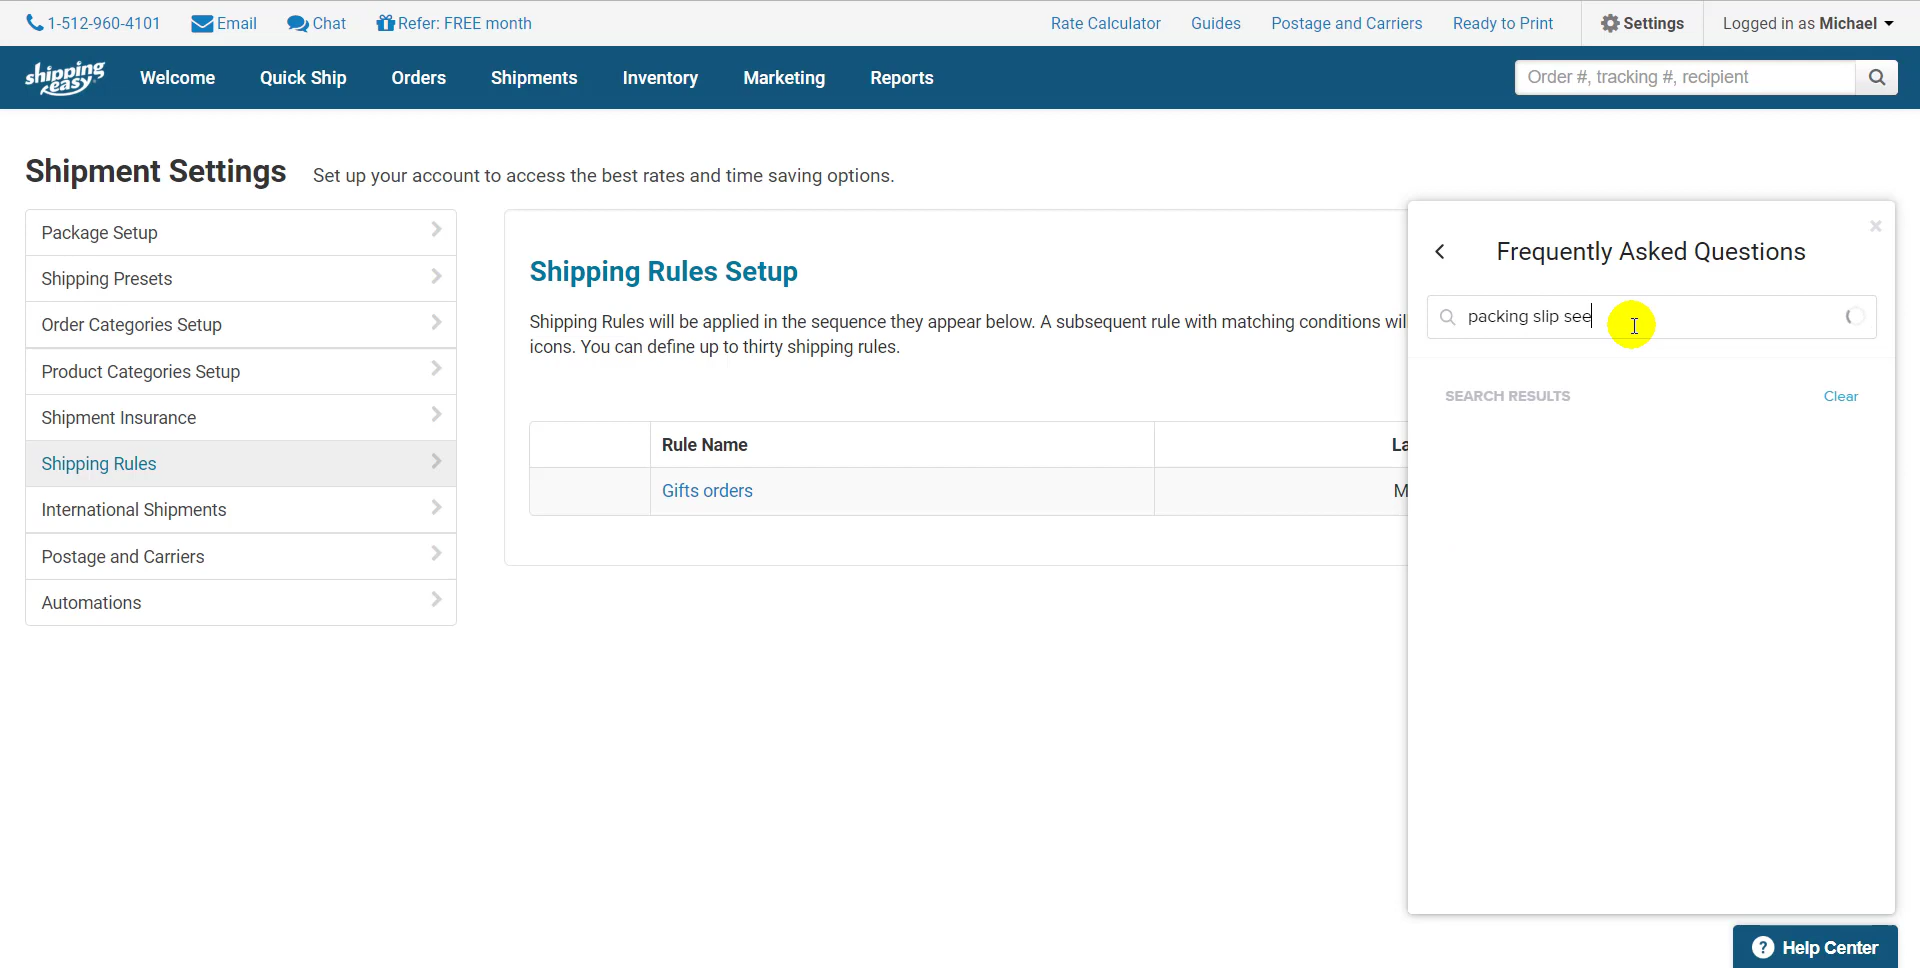 1-512-960-4101 Email Chat Refer: FREE month Rate Calculator Guides Postage and Carriers Ready to Print Settings Logged in as Michael
shipping easy Welcome Quick Ship Orders Shipments Inventory Marketing Reports Order #, tracking #, recipient
Shipment Settings Set up your account to access the best rates and time saving options.
Package Setup
Shipping Presets
Order Categories Setup
Product Categories Setup
Shipment Insurance
Shipping Rules
International Shipments
Postage and Carriers
Automations
Shipping Rules Setup
Shipping Rules will be applied in the sequence they appear below. A subsequent rule with matching conditions wil
icons. You can define up to thirty shipping rules.
Rule Name La
Gifts orders M
Frequently Asked Questions
packing slip see
SEARCH RESULTS Clear
? Help Center